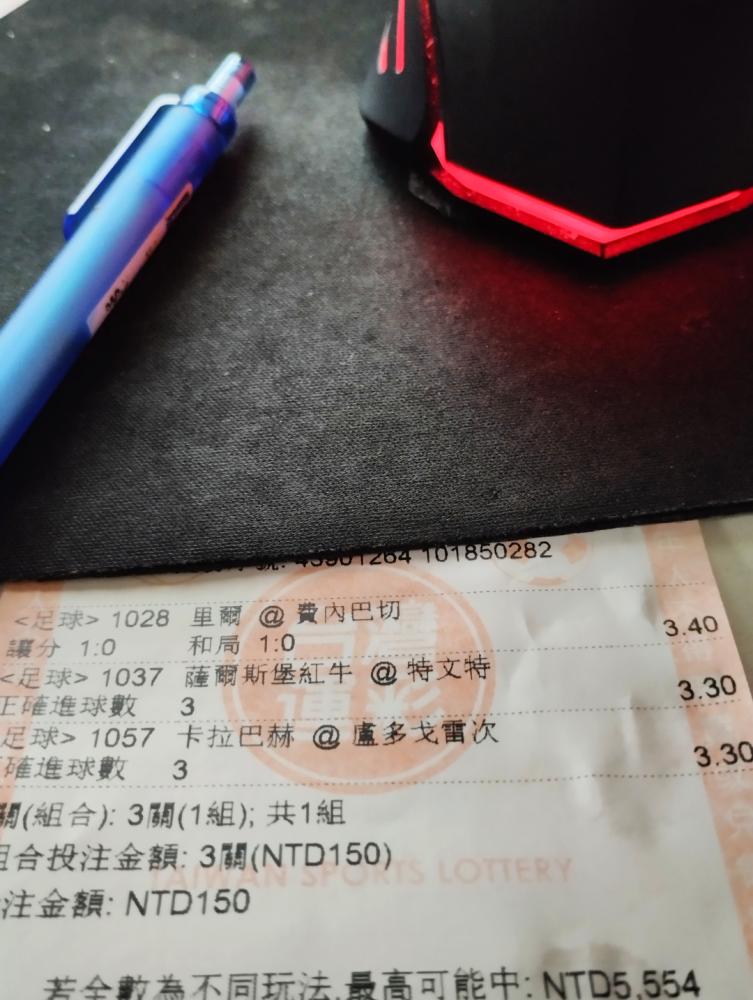 43901264 101850282
<足球> 1028 里爾 @ 費內巴切
讓分 1:0 和局 1:0 3.40
<足球> 1037 薩爾斯堡紅牛 @ 特文特
正確進球數 3 3.30
足球> 1057 卡拉巴赫 @ 盧多戈雷次
確進球數 3 3.30
關(組合): 3關(1組); 共1組
組合投注金額: 3關(NTD150)
TAIWAN SPORTS LOTTERY
注金額: NTD150
若全數為不同玩法,最高可能中: NTD5,554